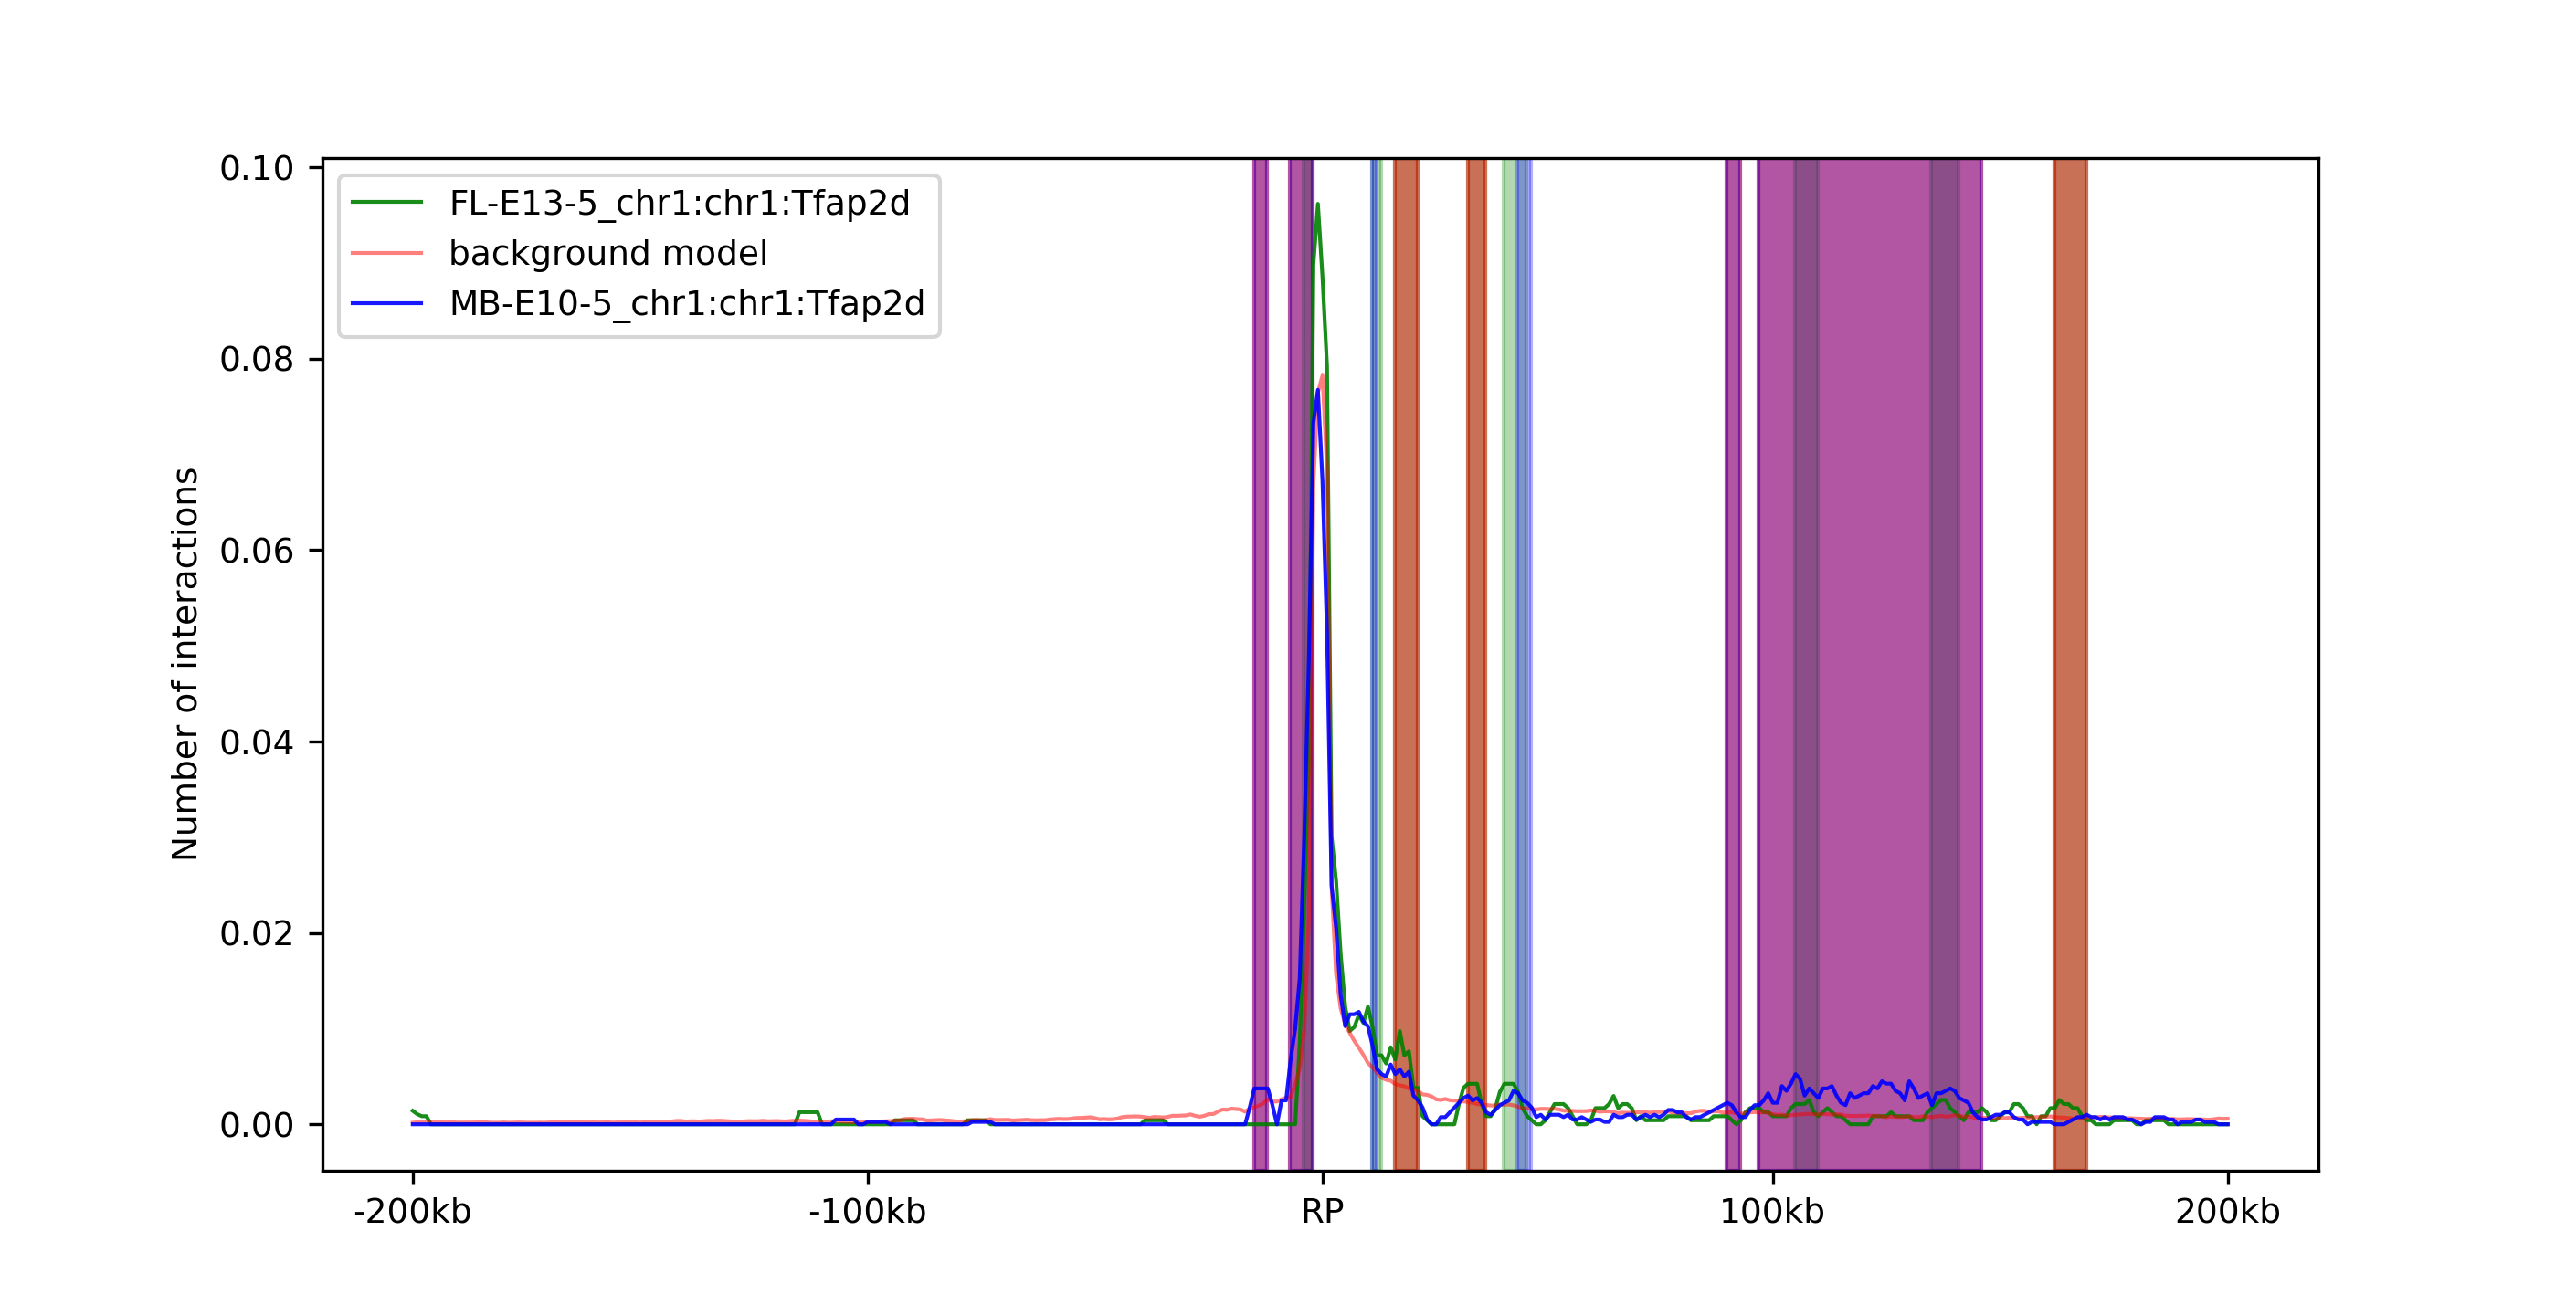 FL-E13-5_chr1:chr1:Tfap2d
background model
MB-E10-5_chr1:chr1:Tfap2d
Number of interactions
0.10
0.08
0.06
0.04
0.02
0.00
-200kb
-100kb
RP
100kb
200kb